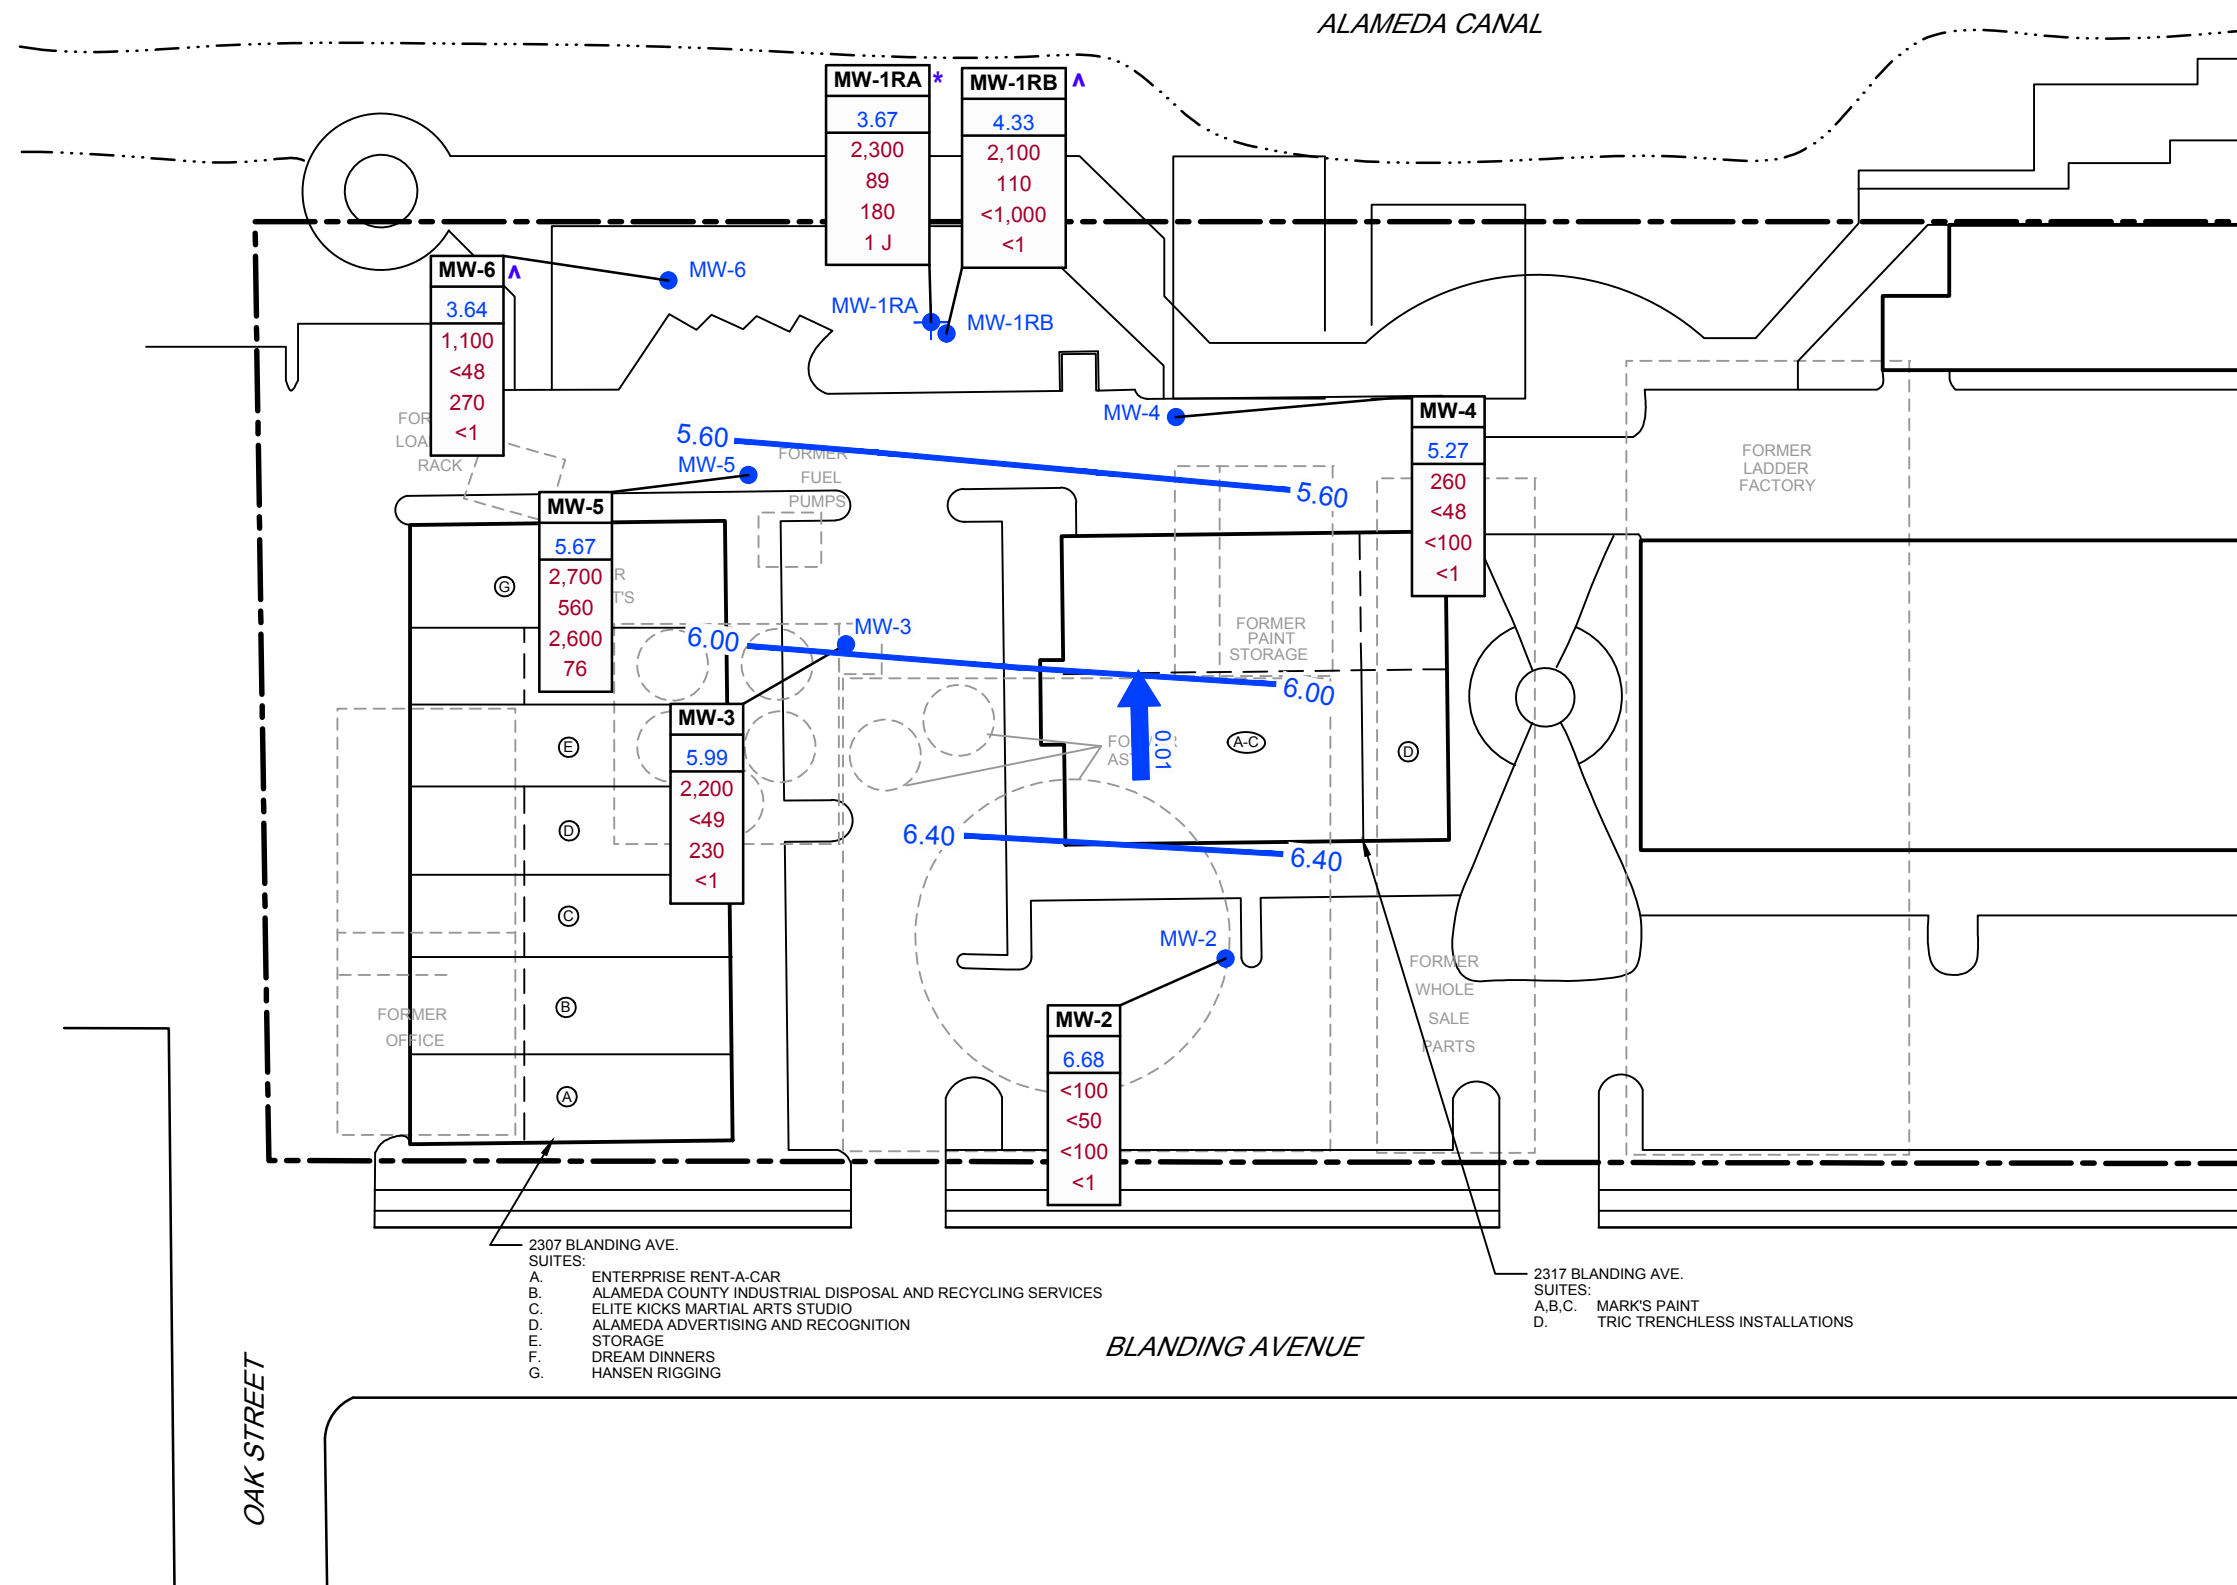 ALAMEDA CANAL
MW-1RA *
3.67
2,300
89
180
1 J
MW-1RB ^
4.33
2,100
110
<1,000
<1
MW-6 ^
3.64
1,100
<48
270
<1
MW-6
MW-1RA
MW-1RB
MW-4
MW-4
5.27
260
<48
<100
<1
5.60
5.60
MW-5
FORMER
FUEL
PUMPS
RACK
FORMER
LADDER
FACTORY
MW-5
5.67
2,700
560
2,600
76
G
MW-3
6.00
6.00
FORMER
PAINT
STORAGE
MW-3
5.99
2,200
<49
230
<1
E
D
C
B
A
A-C
D
0.01
6.40
6.40
MW-2
MW-2
6.68
<100
<50
<100
<1
FORMER
WHOLE
SALE
PARTS
FORMER
OFFICE
2307 BLANDING AVE.
SUITES:
A. ENTERPRISE RENT-A-CAR
B. ALAMEDA COUNTY INDUSTRIAL DISPOSAL AND RECYCLING SERVICES
C. ELITE KICKS MARTIAL ARTS STUDIO
D. ALAMEDA ADVERTISING AND RECOGNITION
E. STORAGE
F. DREAM DINNERS
G. HANSEN RIGGING
2317 BLANDING AVE.
SUITES:
A,B,C. MARK'S PAINT
D. TRIC TRENCHLESS INSTALLATIONS
BLANDING AVENUE
OAK STREET